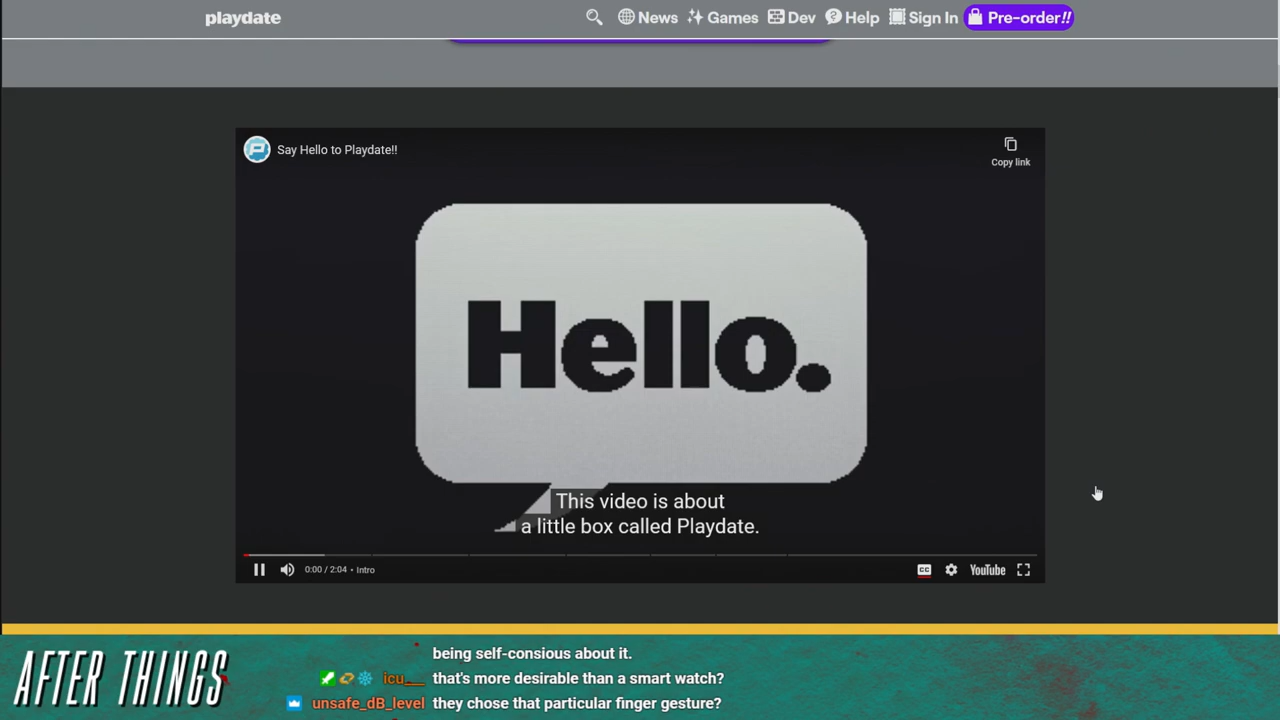 playdate
News
Games
Dev
Help
Sign In
Pre-order!!
Say Hello to Playdate!!
Copy link
Hello.
This video is about
a little box called Playdate.
0:00 / 2:04 • Intro
CC
YouTube
AFTER THINGS
being self-consious about it.
icu__ that's more desirable than a smart watch?
unsafe_dB_level they chose that particular finger gesture?